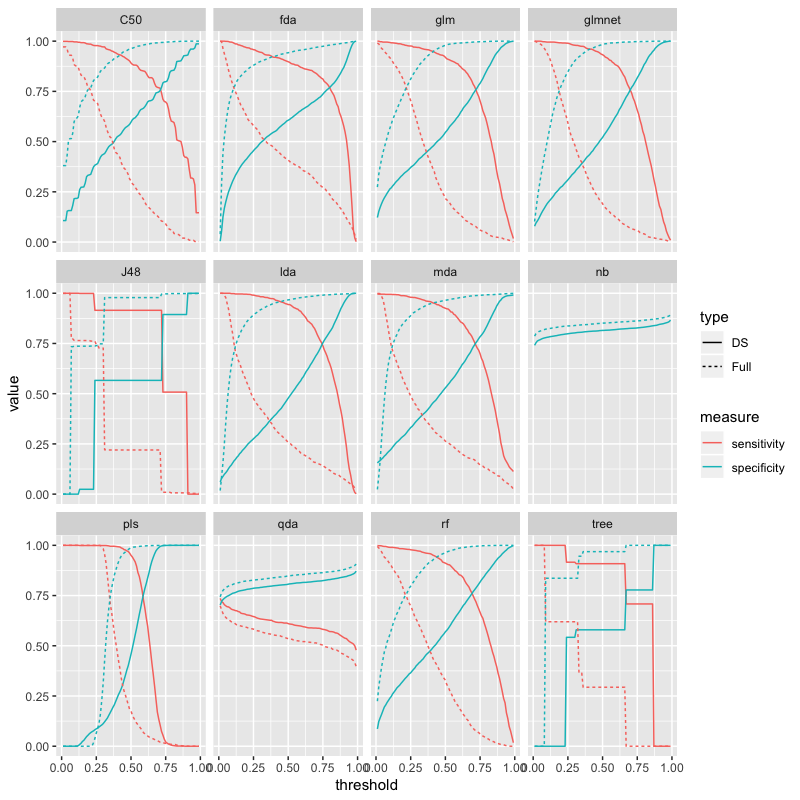 C50 fda glm glmnet
1.00
0.75
0.50
0.25
0.00
J48 lda mda nb
1.00
0.75
0.50
0.25
0.00
value
pls qda rf tree
1.00
0.75
0.50
0.25
0.00
0.00 0.25 0.50 0.75 1.00 0.00 0.25 0.50 0.75 1.00 0.00 0.25 0.50 0.75 1.00 0.00 0.25 0.50 0.75 1.00
threshold
type
DS
Full
measure
sensitivity
specificity